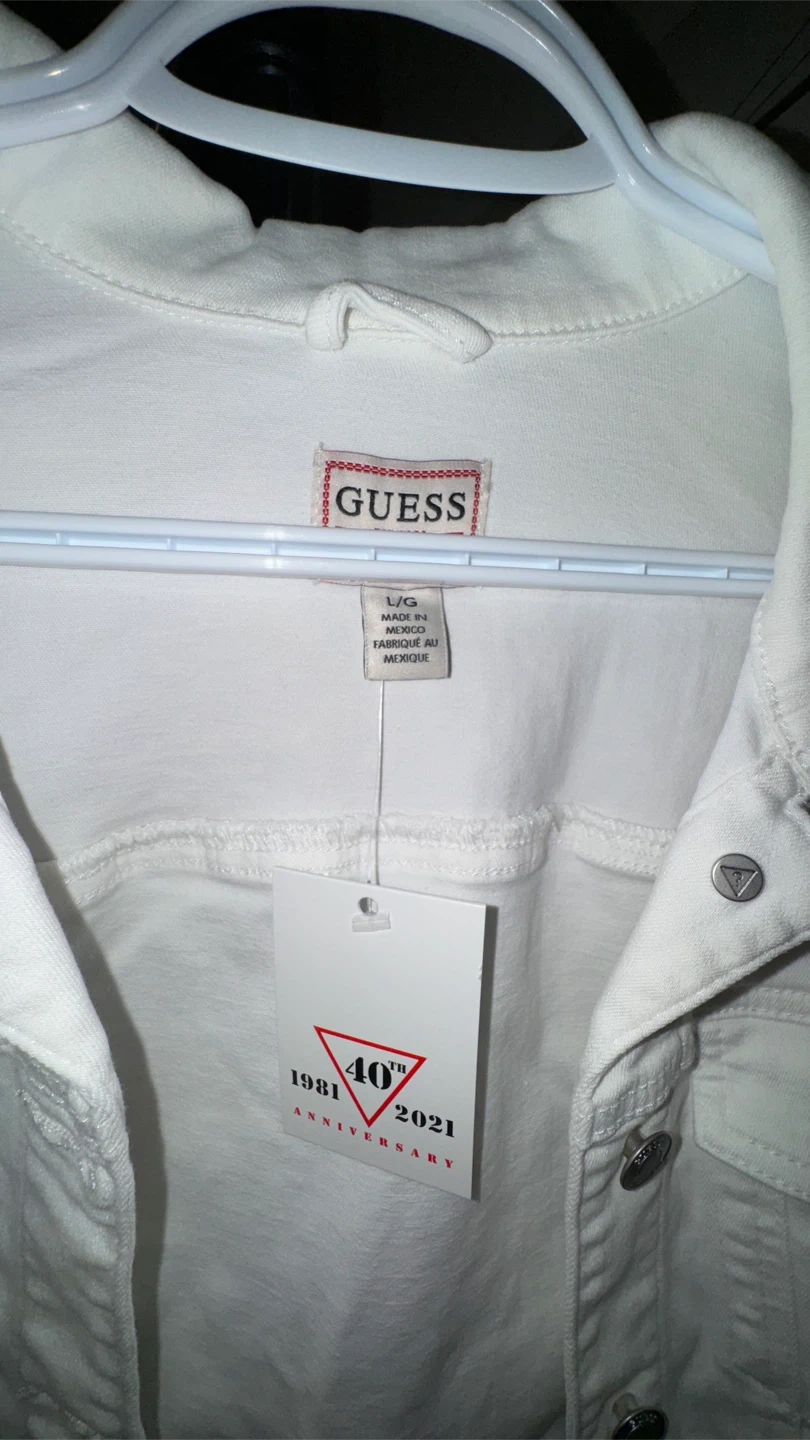 GUESS
L/G
MADE IN
MEXICO
FABRIQUÉ AU
MEXIQUE
40TH
1981
2021
ANNIVERSARY
?